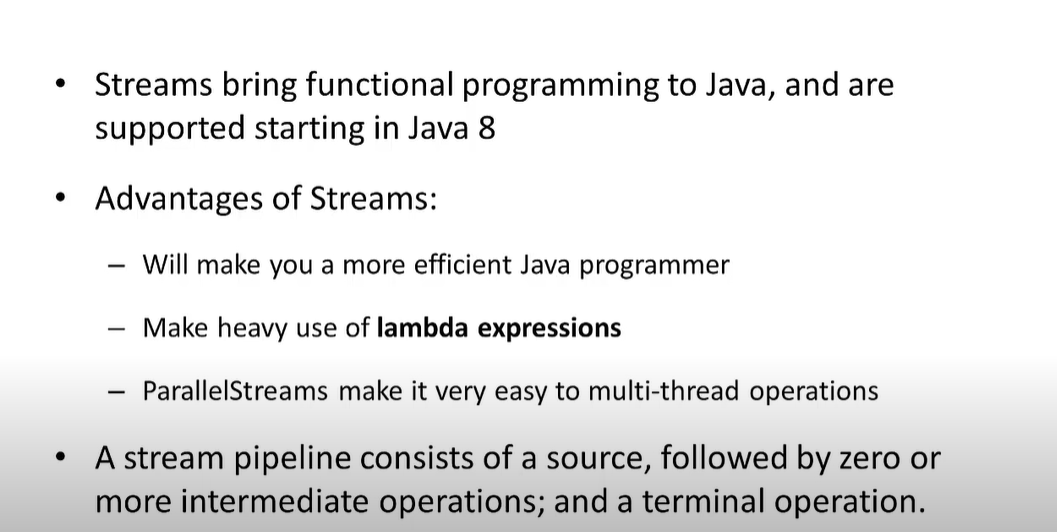 • Streams bring functional programming to Java, and are
supported starting in Java 8
• Advantages of Streams:
– Will make you a more efficient Java programmer
– Make heavy use of lambda expressions
– ParallelStreams make it very easy to multi-thread operations
• A stream pipeline consists of a source, followed by zero or
more intermediate operations; and a terminal operation.